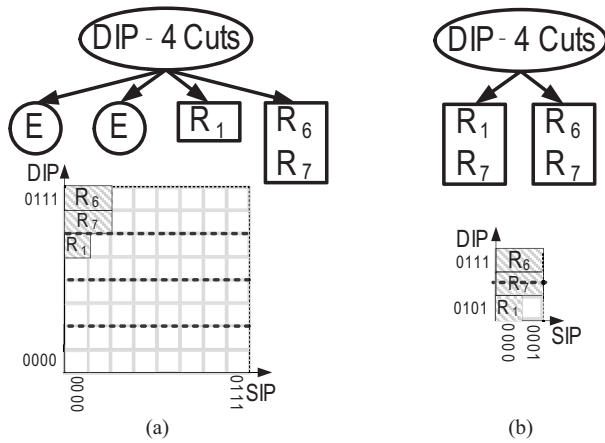 DIP - 4 Cuts
E
E
R1
R6
R7
DIP
0111
R6
R7
R1
0000
0000
0111
SIP
(a)
DIP - 4 Cuts
R1
R7
R6
R7
DIP
0111
R6
R7
0101
R1
0000
0001
SIP
(b)